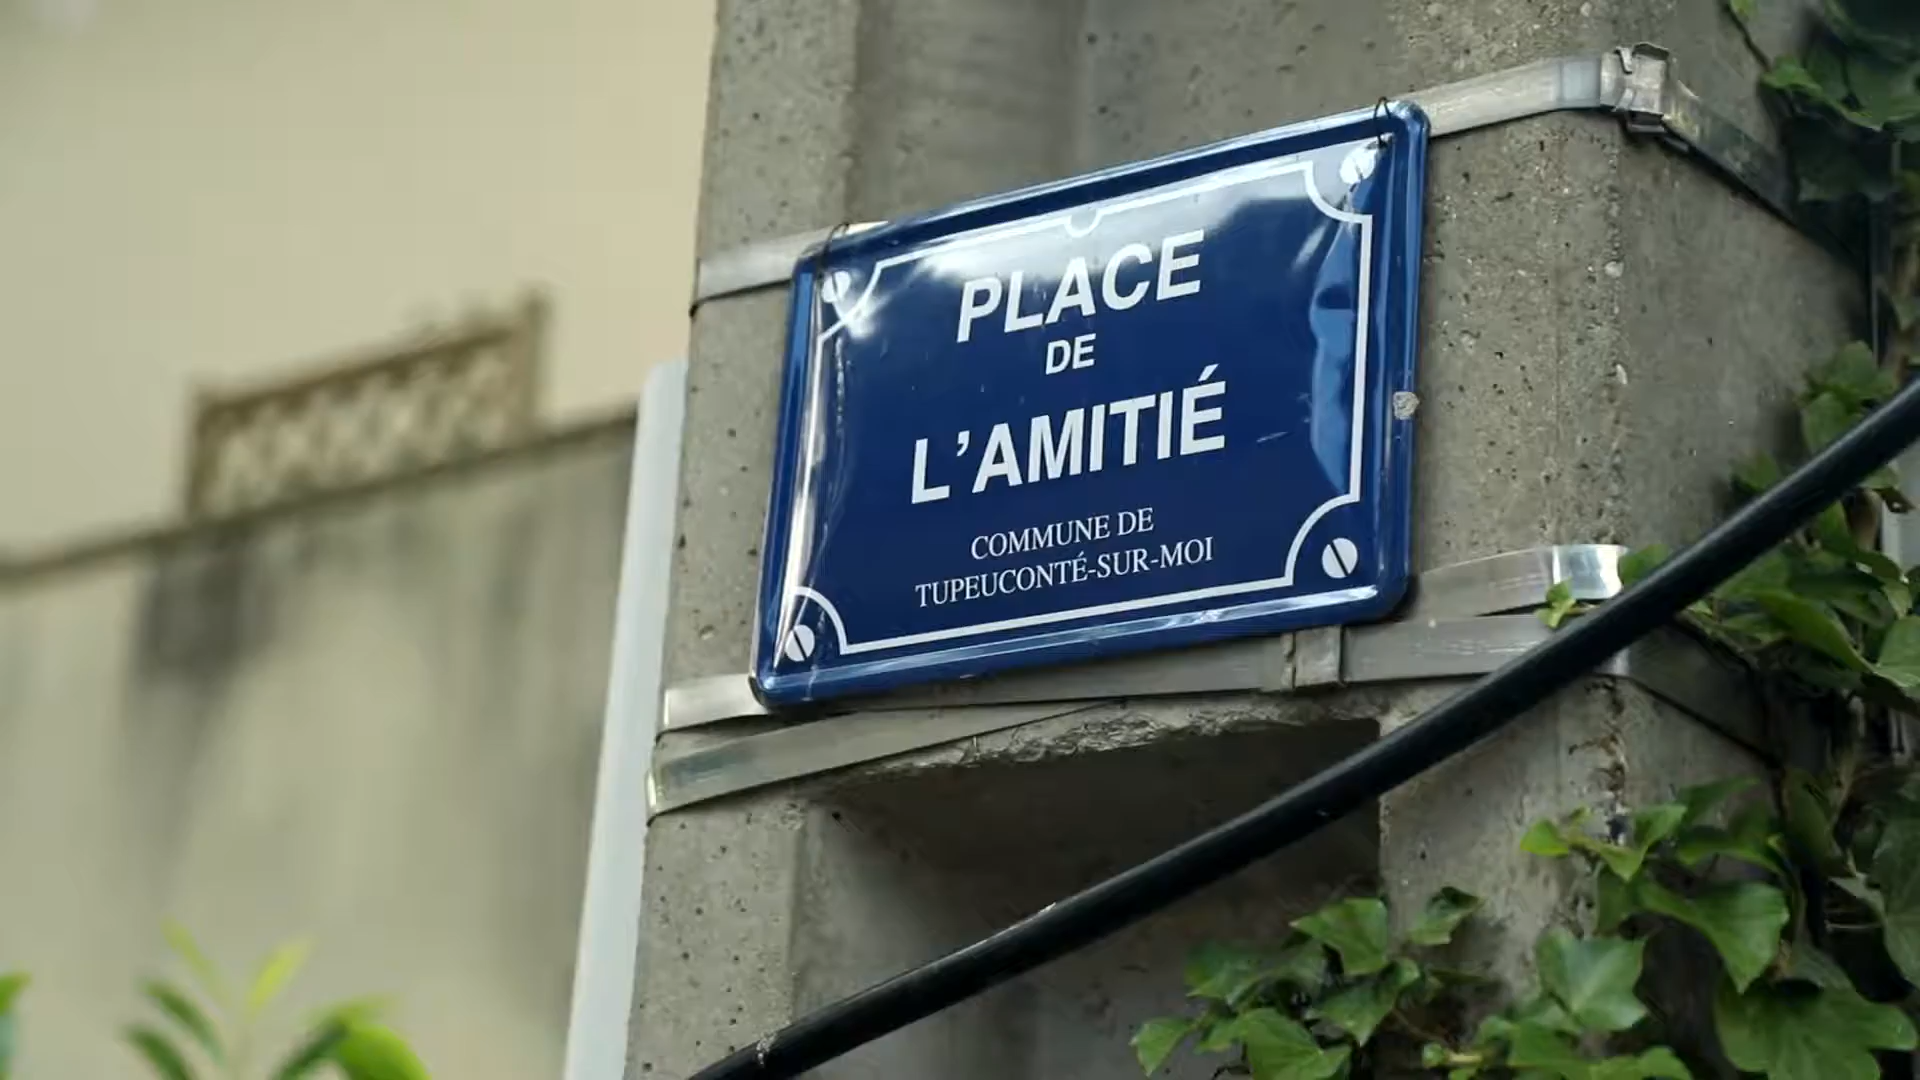 PLACE
DE
L'AMITIÉ
COMMUNE DE
TUPEUCONTÉ-SUR-MOI